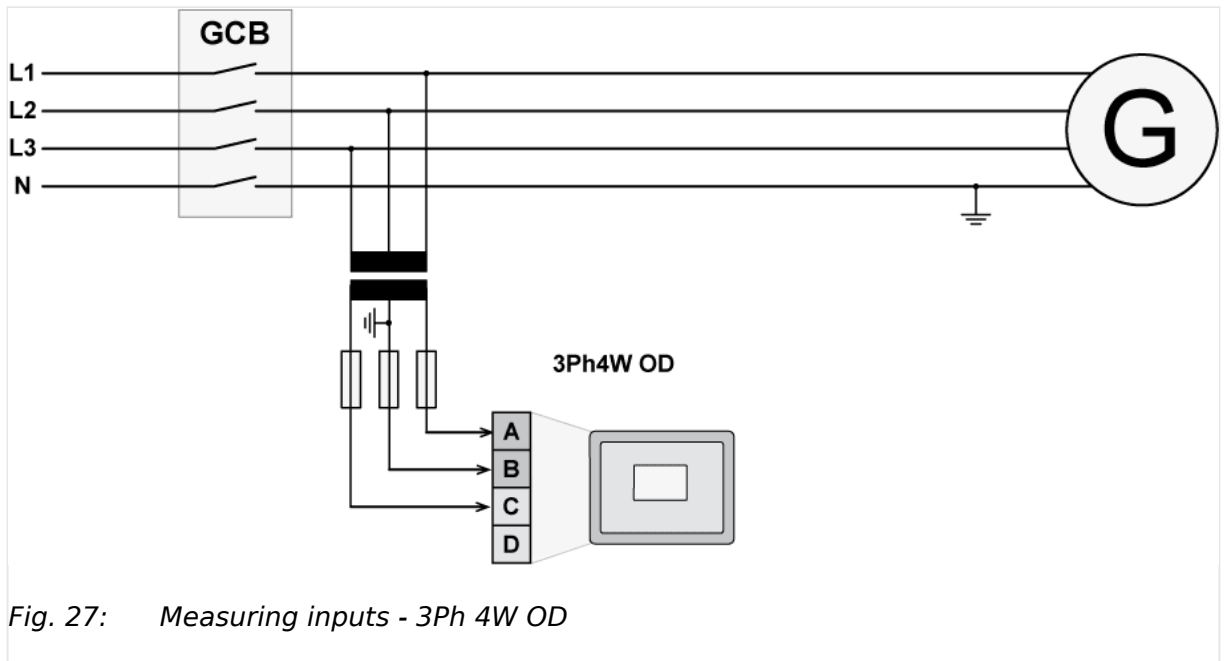 GCB
L1
L2
L3
N
G
3Ph4W OD
A
B
C
D
Fig. 27: Measuring inputs - 3Ph 4W OD